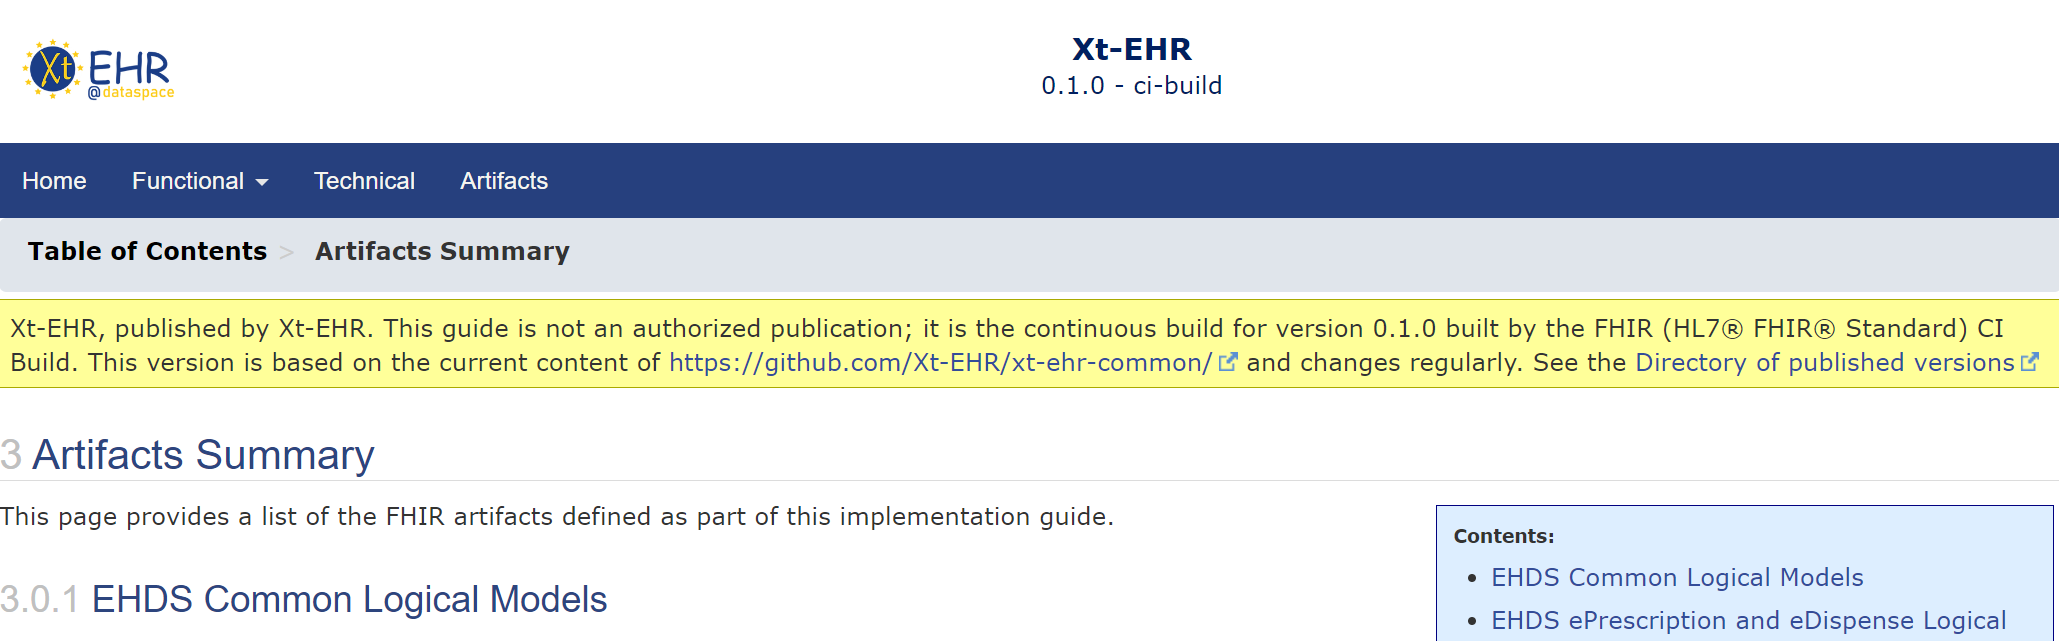 Xt EHR
@dataspace
Xt-EHR
0.1.0 - ci-build
Home Functional Technical Artifacts
Table of Contents > Artifacts Summary
Xt-EHR, published by Xt-EHR. This guide is not an authorized publication; it is the continuous build for version 0.1.0 built by the FHIR (HL7® FHIR® Standard) CI
Build. This version is based on the current content of https://github.com/Xt-EHR/xt-ehr-common/ and changes regularly. See the Directory of published versions
3 Artifacts Summary
This page provides a list of the FHIR artifacts defined as part of this implementation guide.
3.0.1 EHDS Common Logical Models
Contents:
• EHDS Common Logical Models
• EHDS ePrescription and eDispense Logical